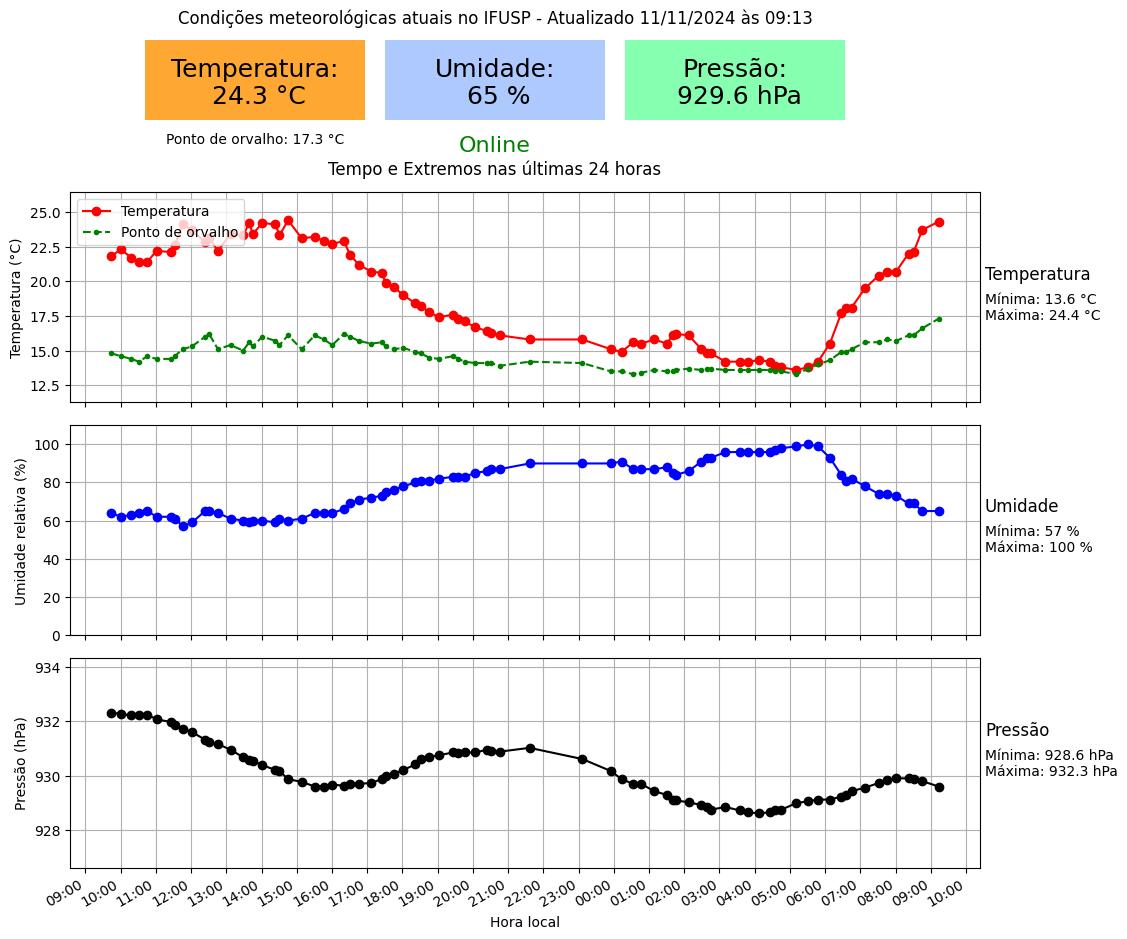 Condições meteorológicas atuais no IFUSP - Atualizado 11/11/2024 às 09:13
Temperatura:
24.3 °C
Umidade:
65 %
Pressão:
929.6 hPa
Ponto de orvalho: 17.3 °C
Online
Tempo e Extremos nas últimas 24 horas
Temperatura (°C)
25.0
22.5
20.0
17.5
15.0
12.5
Temperatura
Ponto de orvalho
Temperatura
Mínima: 13.6 °C
Máxima: 24.4 °C
Umidade relativa (%)
100
80
60
40
20
0
Umidade
Mínima: 57 %
Máxima: 100 %
Pressão (hPa)
934
932
930
928
Pressão
Mínima: 928.6 hPa
Máxima: 932.3 hPa
09:00 10:00 11:00 12:00 13:00 14:00 15:00 16:00 17:00 18:00 19:00 20:00 21:00 22:00 23:00 00:00 01:00 02:00 03:00 04:00 05:00 06:00 07:00 08:00 09:00 10:00
Hora local